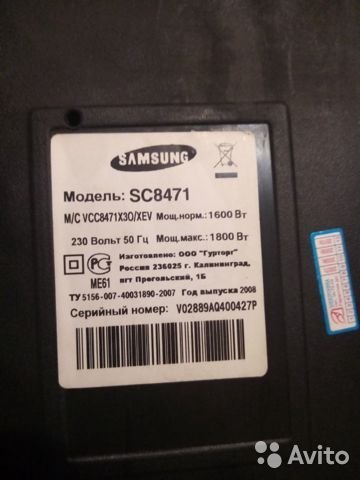 SAMSUNG
Модель: SC8471
M/C VCC8471X3O/XEV Мощ.норм.: 1600 Вт
230 Вольт 50 Гц Мощ.макс.: 1800 Вт
Изготовлено: ООО "Гурторг"
Россия 236025 г. Калининград,
пгт Прегольский, 1Б
МЕ61
ТУ 5156-007-40031890-2007 Год выпуска 2008
Серийный номер: V02889AQ400427P
Avito